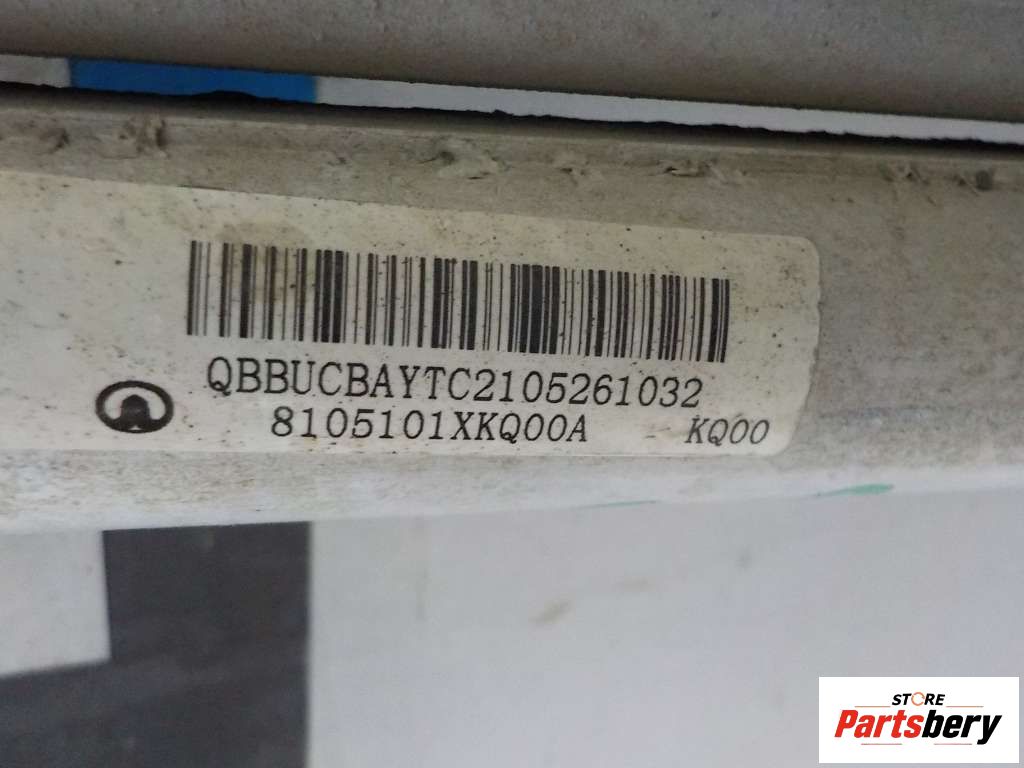 QBBUCBAYTC2105261032
8105101XKQ00A KQ00
STORE
Partsbery